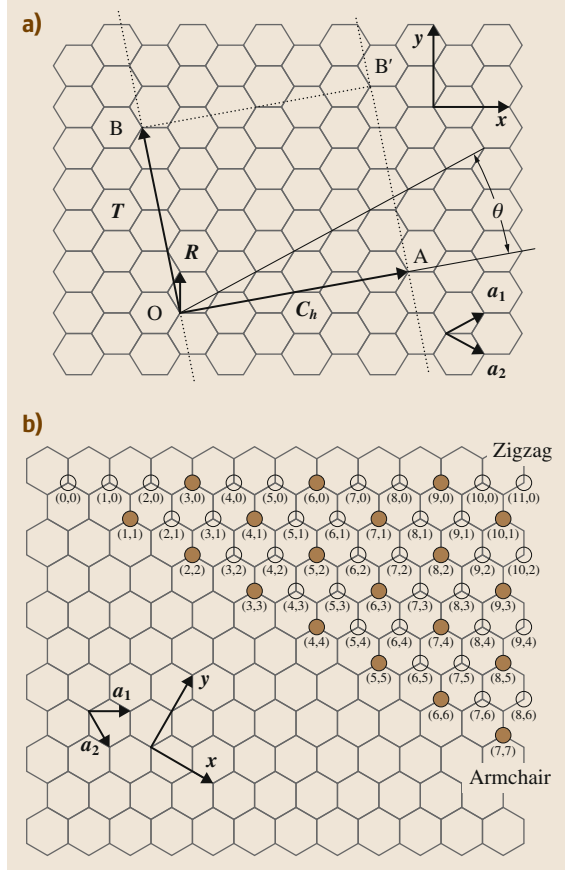 a)
y
B′
B
x
T
θ
R
A
O
C_h
a_1
a_2
b)
Zigzag
(0,0) (1,0) (2,0) (3,0) (4,0) (5,0) (6,0) (7,0) (8,0) (9,0) (10,0) (11,0)
(1,1) (2,1) (3,1) (4,1) (5,1) (6,1) (7,1) (8,1) (9,1) (10,1)
(2,2) (3,2) (4,2) (5,2) (6,2) (7,2) (8,2) (9,2) (10,2)
(3,3) (4,3) (5,3) (6,3) (7,3) (8,3) (9,3)
(4,4) (5,4) (6,4) (7,4) (8,4) (9,4)
(5,5) (6,5) (7,5) (8,5)
y
a_1
(6,6) (7,6) (8,6)
a_2
(7,7)
x
Armchair